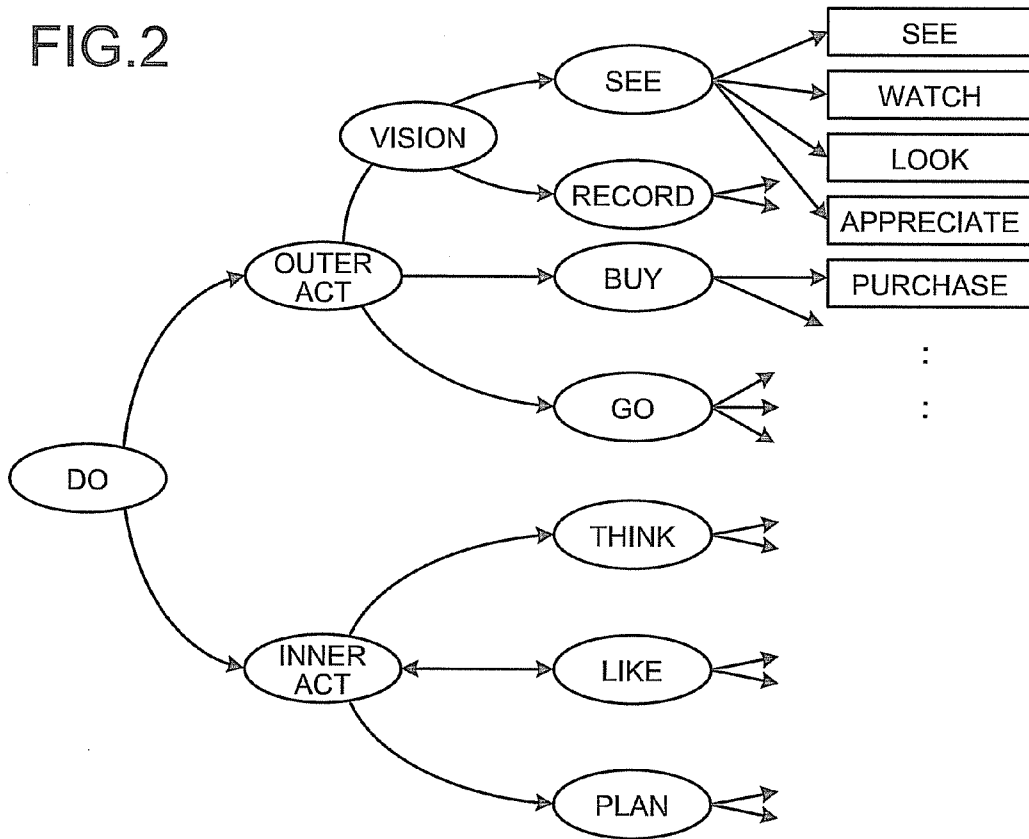 FIG.2
SEE
SEE
WATCH
VISION
LOOK
RECORD
APPRECIATE
OUTER
ACT
BUY
PURCHASE
:
:
GO
DO
THINK
INNER
ACT
LIKE
PLAN